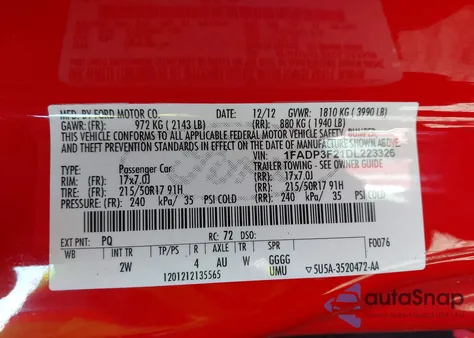 MFD. BY FORD MOTOR CO. DATE: 12/12 GVWR: 1810 KG ( 3990 LB)
GAWR: (FR) 972 KG ( 2143 LB) (RR) 880 KG ( 1940 LB)
THIS VEHICLE CONFORMS TO ALL APPLICABLE FEDERAL MOTOR VEHICLE SAFETY, BUMPER,
AND THEFT PREVENTION STANDARDS IN EFFECT ON THE DATE OF MANUFACTURE SHOWN ABOVE.
VIN: 1FADP3F21DL223326
TYPE: Passenger Car TRAILER TOWING - SEE OWNER GUIDE
RIM: 17x7.0J 17x7.0J
TIRE: 215/50R17 91H 215/50R17 91H
PRESSURE: (FR) 240 kPa/ 35 PSI COLD (RR) 240 kPa/ 35 PSI COLD
EXT PNT: PQ RC: 72 DSO: F0076
WB INT TR TP/PS R AXLE TR SPR
2W 4 AU W GGGG
UMU
1201212135565 5U5A-3520472-AA
autoSnap